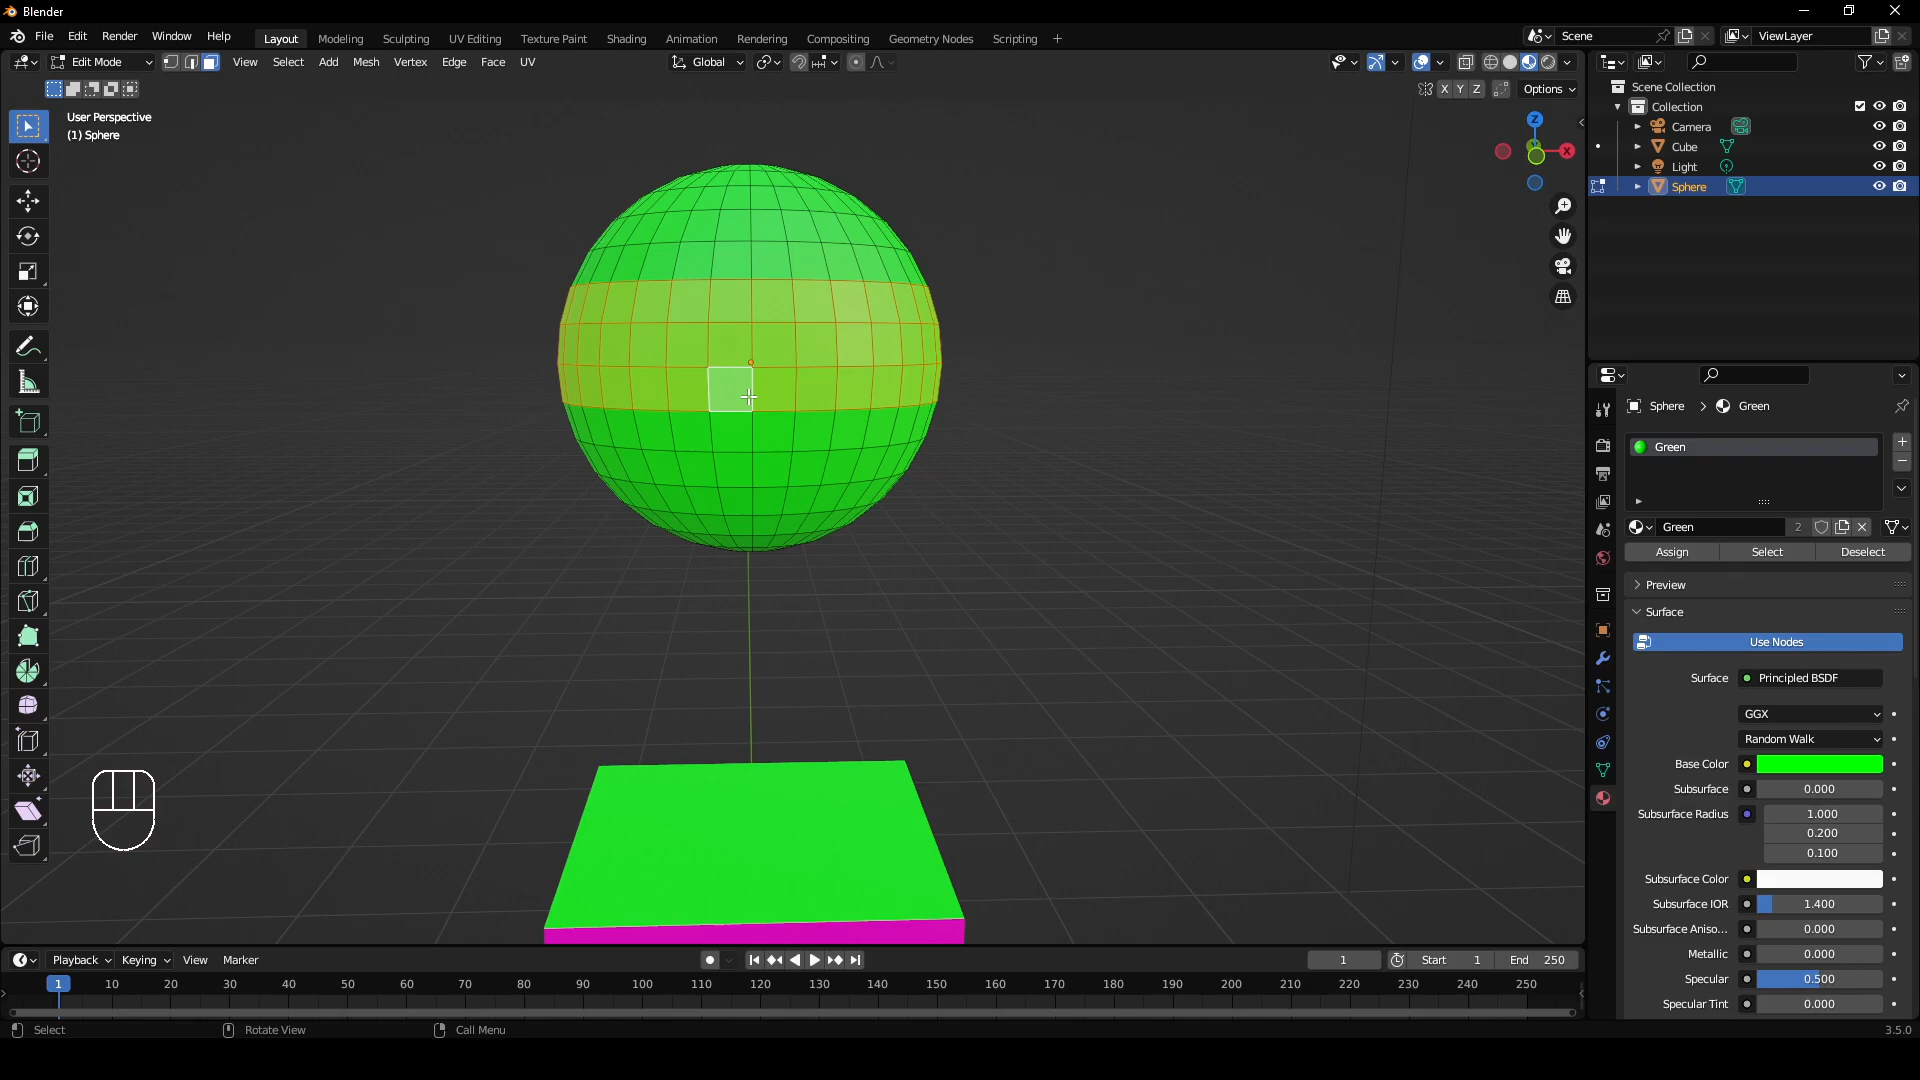 Blender
File Edit Render Window Help
Layout Modeling Sculpting UV Editing Texture Paint Shading Animation Rendering Compositing Geometry Nodes Scripting +
Scene
ViewLayer
Edit Mode View Select Add Mesh Vertex Edge Face UV
Global
X Y Z Options
User Perspective
(1) Sphere
Z
X
Scene Collection
Collection
Camera
Cube
Light
Sphere
Sphere > Green
Green
Green 2
Assign Select Deselect
Preview
Surface
Use Nodes
Surface Principled BSDF
GGX
Random Walk
Base Color
Subsurface 0.000
Subsurface Radius 1.000
0.200
0.100
Subsurface Color
Subsurface IOR 1.400
Subsurface Aniso... 0.000
Metallic 0.000
Specular 0.500
Specular Tint 0.000
Playback Keying View Marker
1 Start 1 End 250
1 10 20 30 40 50 60 70 80 90 100 110 120 130 140 150 160 170 180 190 200 210 220 230 240 250
Select Rotate View Call Menu
3.5.0